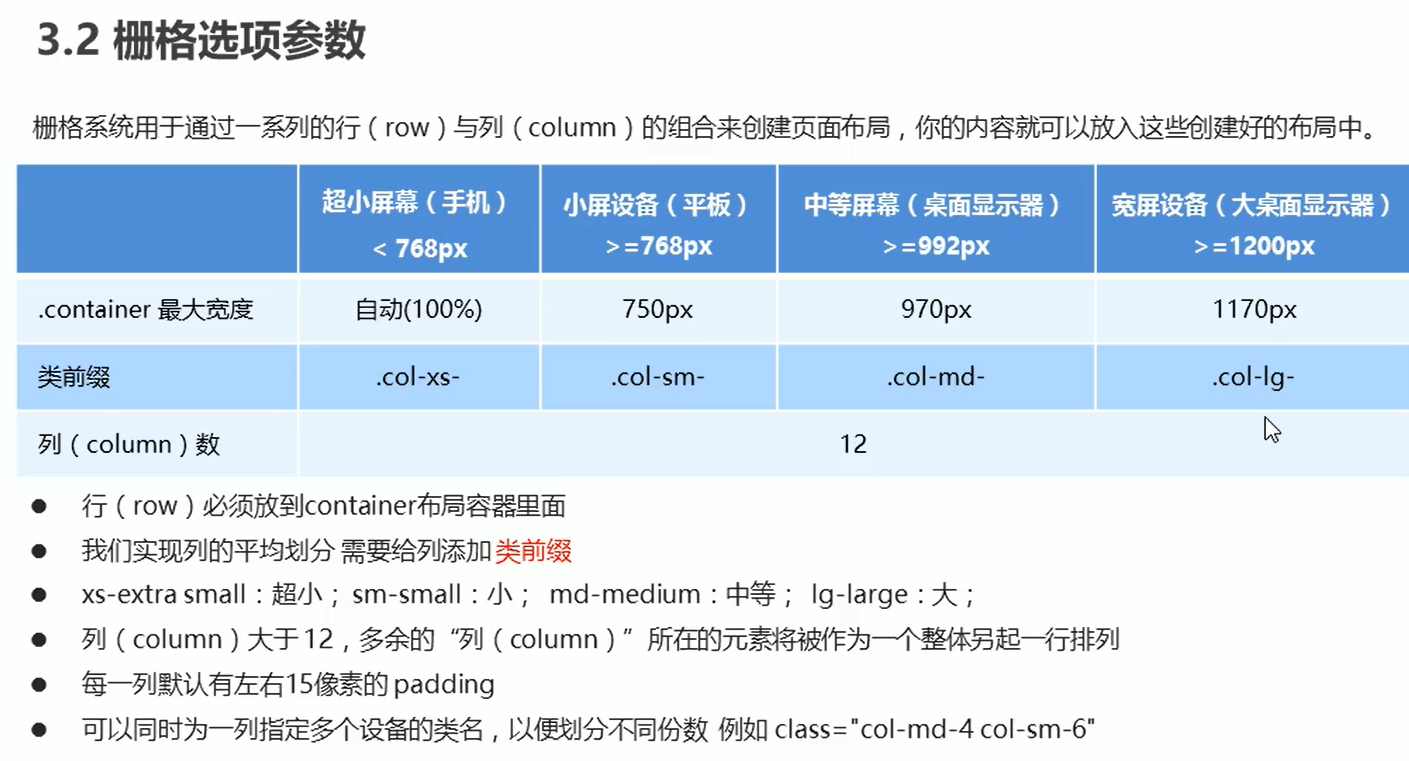 3.2 栅格选项参数
栅格系统用于通过一系列的行（row）与列（column）的组合来创建页面布局，你的内容就可以放入这些创建好的布局中。
超小屏幕（手机） 小屏设备（平板） 中等屏幕（桌面显示器） 宽屏设备（大桌面显示器）
< 768px >=768px >=992px >=1200px
.container 最大宽度 自动(100%) 750px 970px 1170px
类前缀 .col-xs- .col-sm- .col-md- .col-lg-
列（column）数 12
● 行（row）必须放到container布局容器里面
● 我们实现列的平均划分 需要给列添加 类前缀
● xs-extra small：超小； sm-small：小； md-medium：中等； lg-large：大；
● 列（column）大于 12，多余的“列（column）”所在的元素将被作为一个整体另起一行排列
● 每一列默认有左右15像素的 padding
● 可以同时为一列指定多个设备的类名，以便划分不同份数 例如 class="col-md-4 col-sm-6"